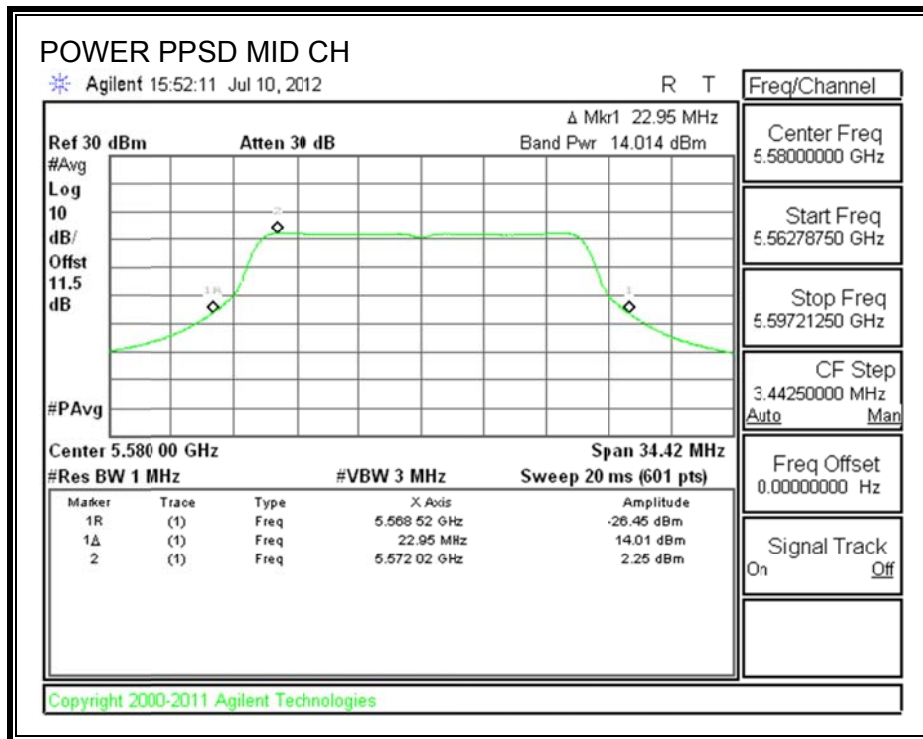 POWER PPSD MID CH
Agilent 15:52:11 Jul 10, 2012 R T
Δ Mkr1 22.95 MHz
Ref 30 dBm Atten 30 dB Band Pwr 14.014 dBm
#Avg
Log
10
dB/
Offst
11.5
dB
2
1R
1
#PAvg
Center 5.580 00 GHz Span 34.42 MHz
#Res BW 1 MHz #VBW 3 MHz Sweep 20 ms (601 pts)
Marker Trace Type X Axis Amplitude
1R (1) Freq 5.568 52 GHz -26.45 dBm
1Δ (1) Freq 22.95 MHz 14.01 dBm
2 (1) Freq 5.572 02 GHz 2.25 dBm
Freq/Channel
Center Freq
5.58000000 GHz
Start Freq
5.56278750 GHz
Stop Freq
5.59721250 GHz
CF Step
3.44250000 MHz
Auto Man
Freq Offset
0.00000000 Hz
Signal Track
On Off
Copyright 2000-2011 Agilent Technologies